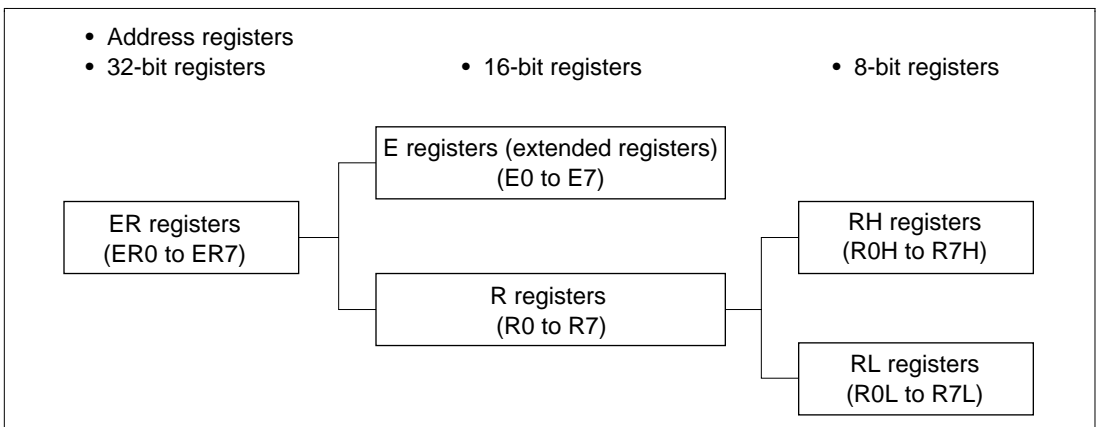 • Address registers
• 32-bit registers
• 16-bit registers
• 8-bit registers
E registers (extended registers)
(E0 to E7)
ER registers
(ER0 to ER7)
RH registers
(R0H to R7H)
R registers
(R0 to R7)
RL registers
(R0L to R7L)